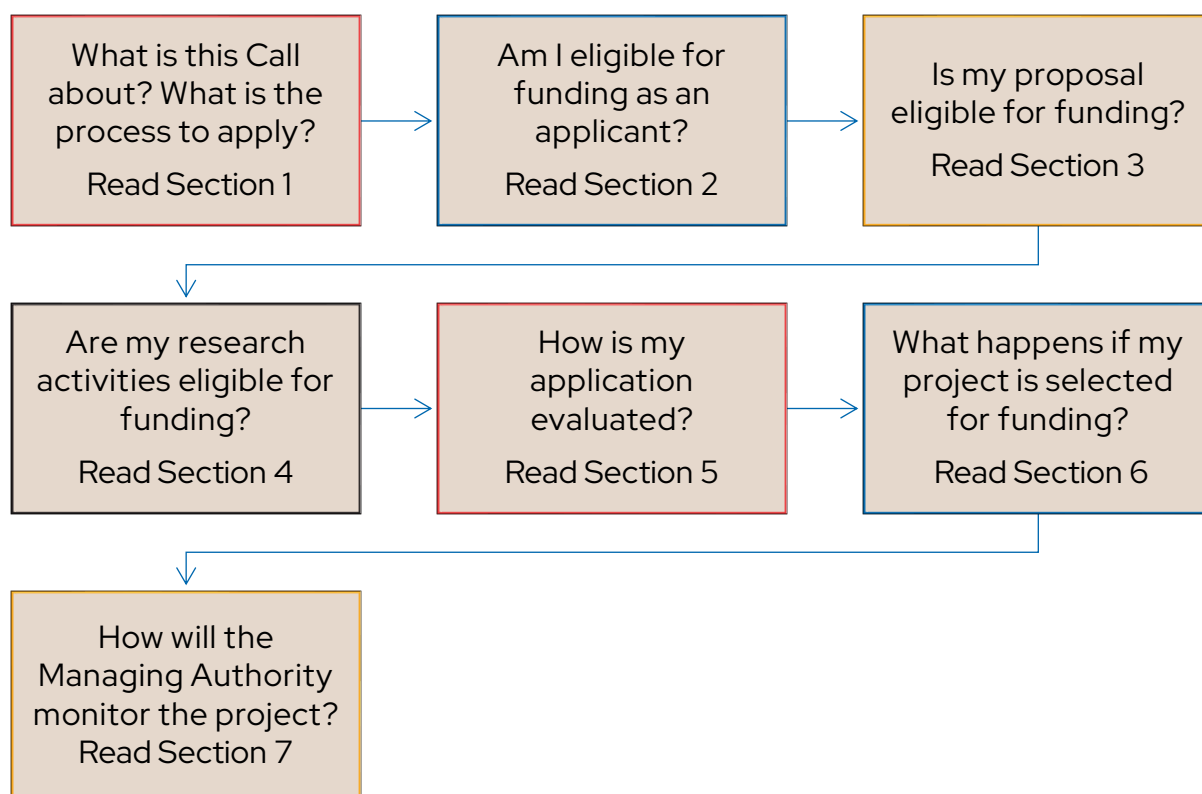 What is this Call
about? What is the
process to apply?
Read Section 1
Am I eligible for
funding as an
applicant?
Read Section 2
Is my proposal
eligible for funding?
Read Section 3
Are my research
activities eligible for
funding?
Read Section 4
How is my
application
evaluated?
Read Section 5
What happens if my
project is selected
for funding?
Read Section 6
How will the
Managing Authority
monitor the project?
Read Section 7